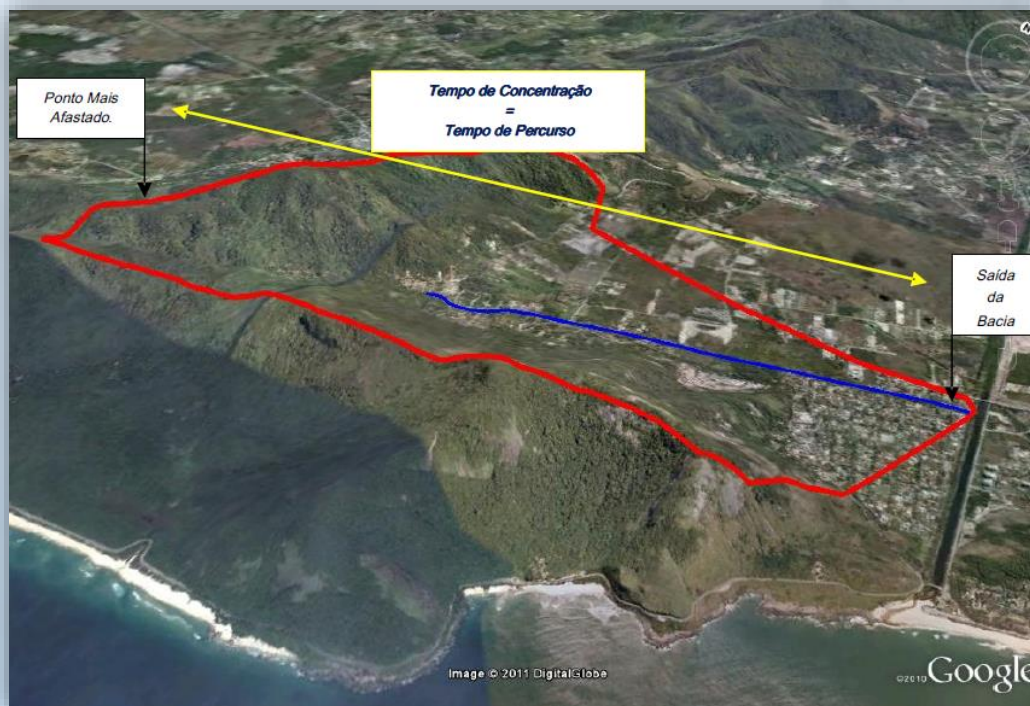 Ponto Mais
Afastado.
Tempo de Concentração
=
Tempo de Percurso
Saída
da
Bacia
Image © 2011 DigitalGlobe
©2010 Google